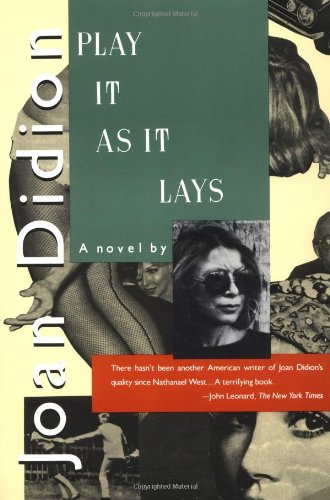 Joan Didion
PLAY
IT
AS IT
LAYS
A novel by
There hasn't been another American writer of Joan Didion's
quality since Nathanael West...A terrifying book.
—John Leonard, The New York Times